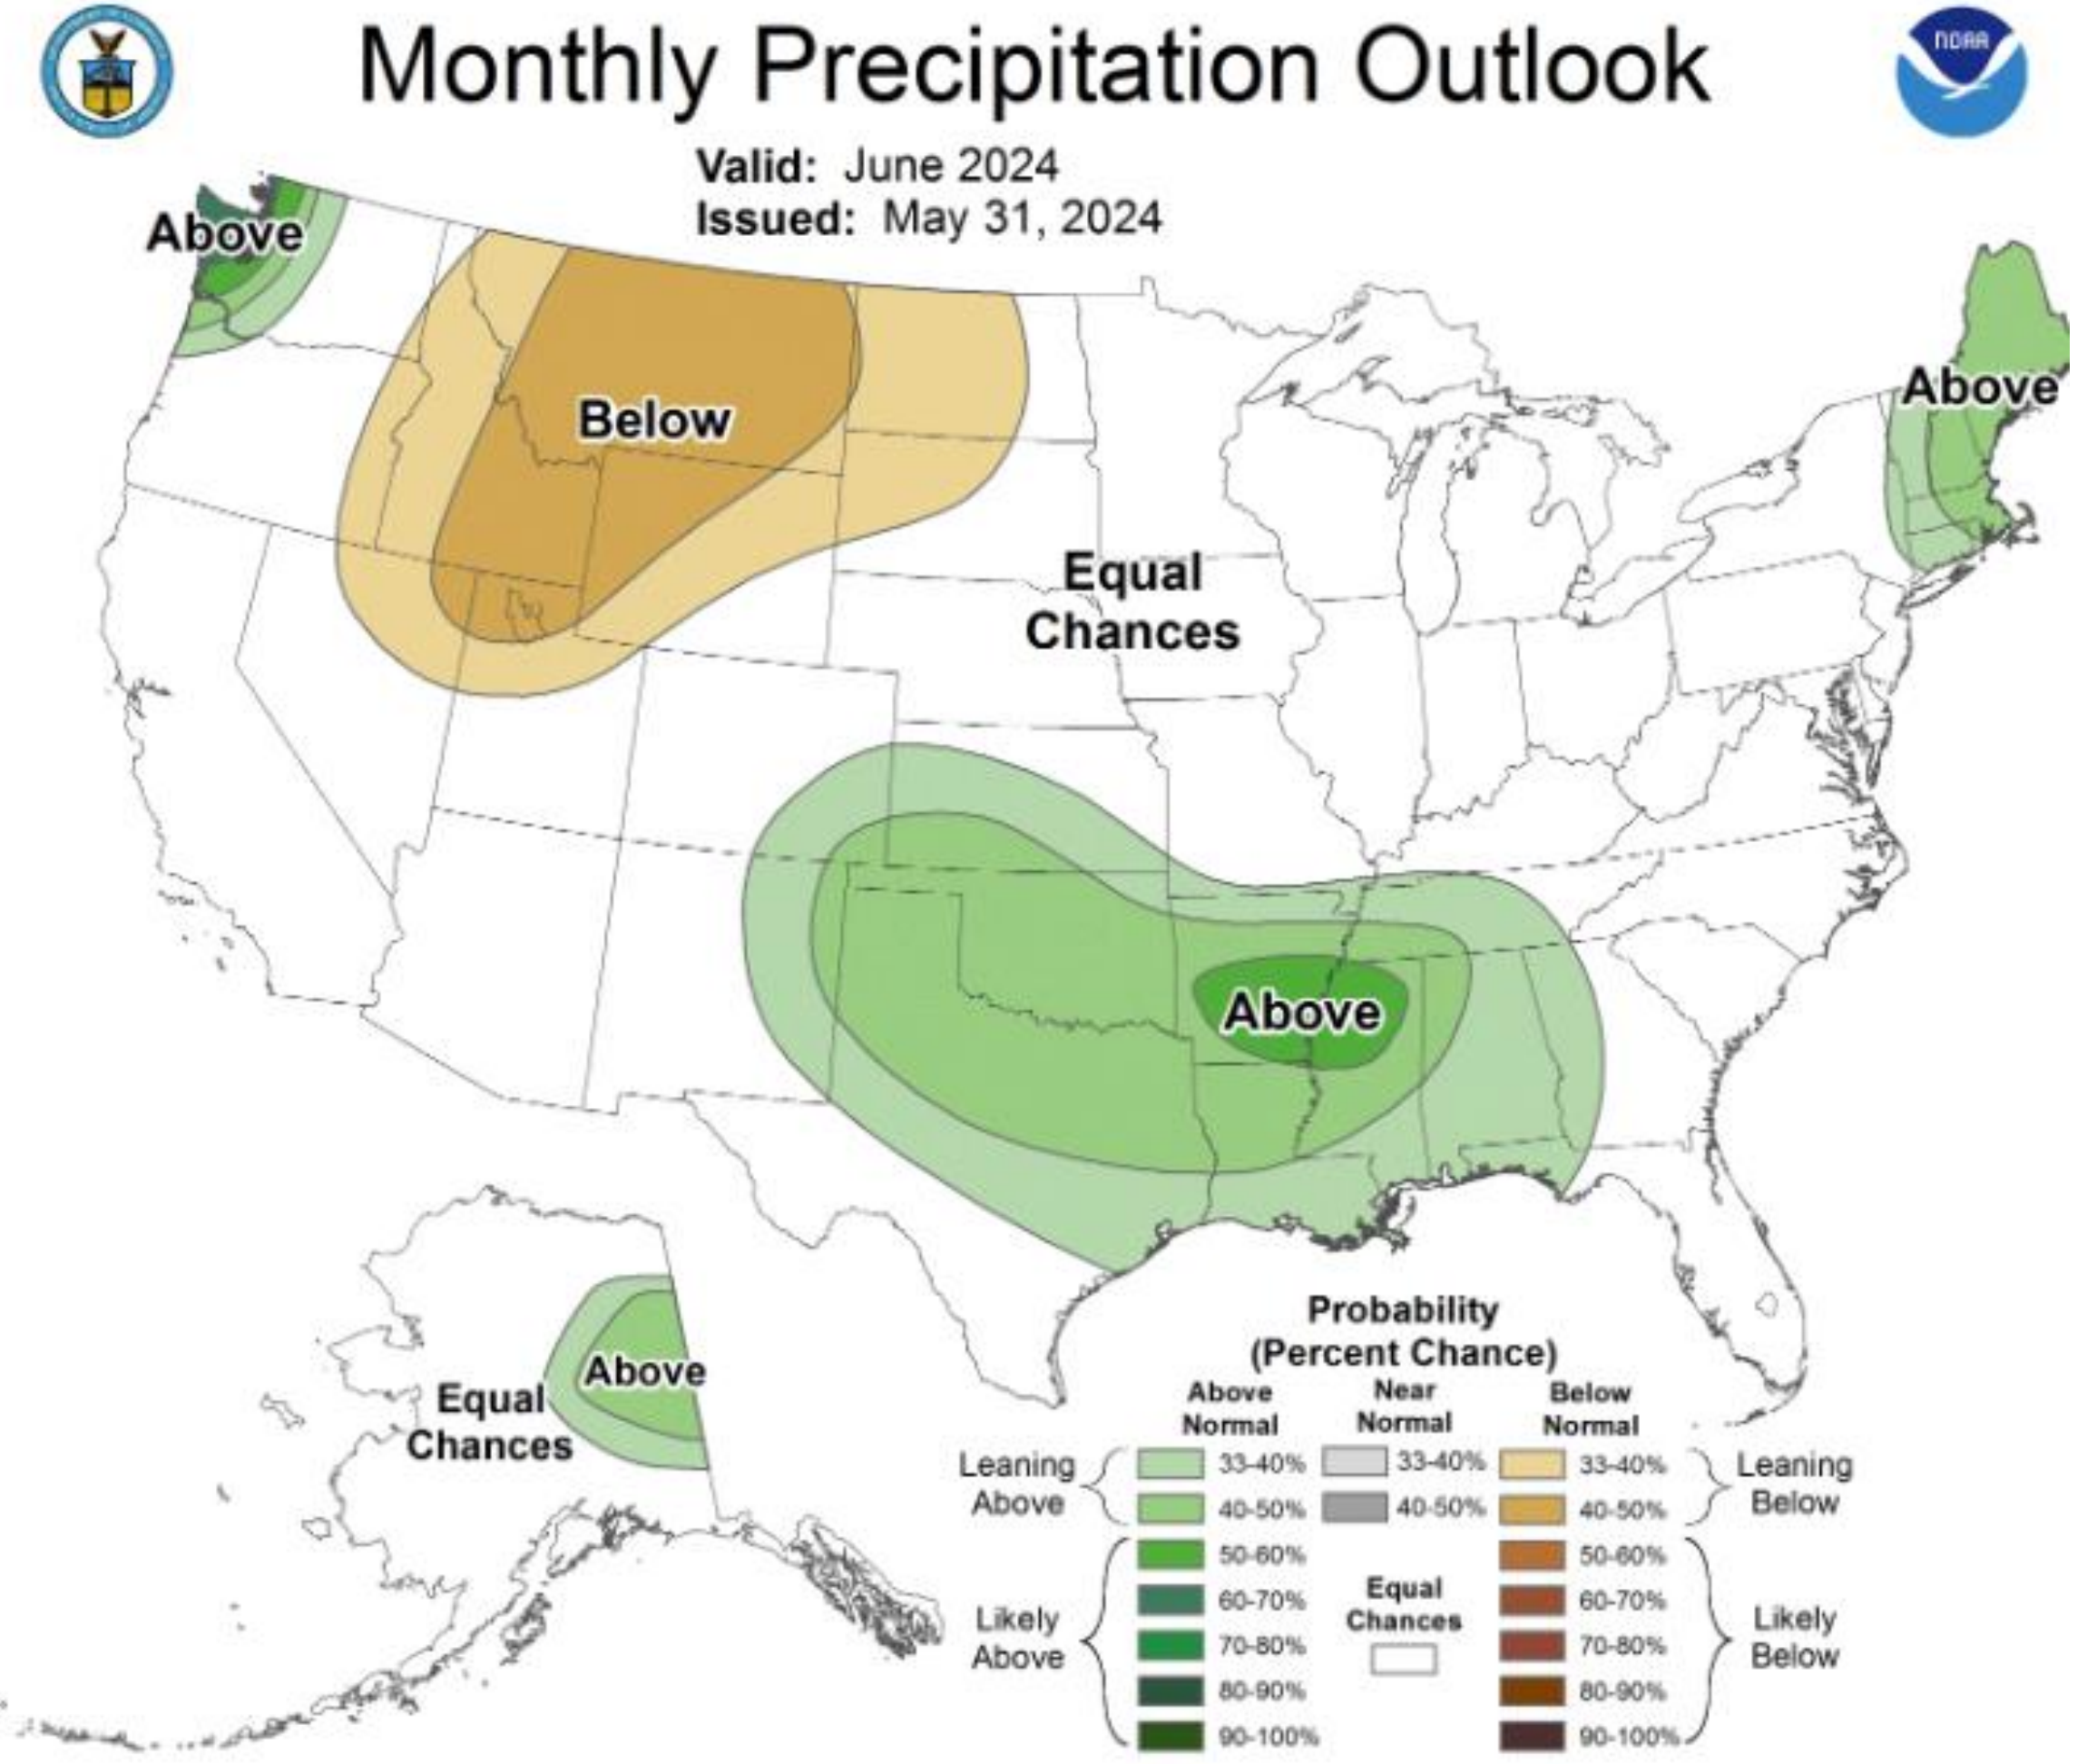 NOAA
Monthly Precipitation Outlook
Valid: June 2024
Issued: May 31, 2024
Above
Below
Above
Equal
Chances
Above
Above
Equal
Chances
Probability
(Percent Chance)
Above
Normal
Near
Normal
Below
Normal
Leaning
Above
33-40%
33-40%
33-40%
Leaning
Below
40-50%
40-50%
40-50%
50-60%
50-60%
60-70%
Equal
Chances
60-70%
Likely
Above
70-80%
70-80%
Likely
Below
80-90%
80-90%
90-100%
90-100%